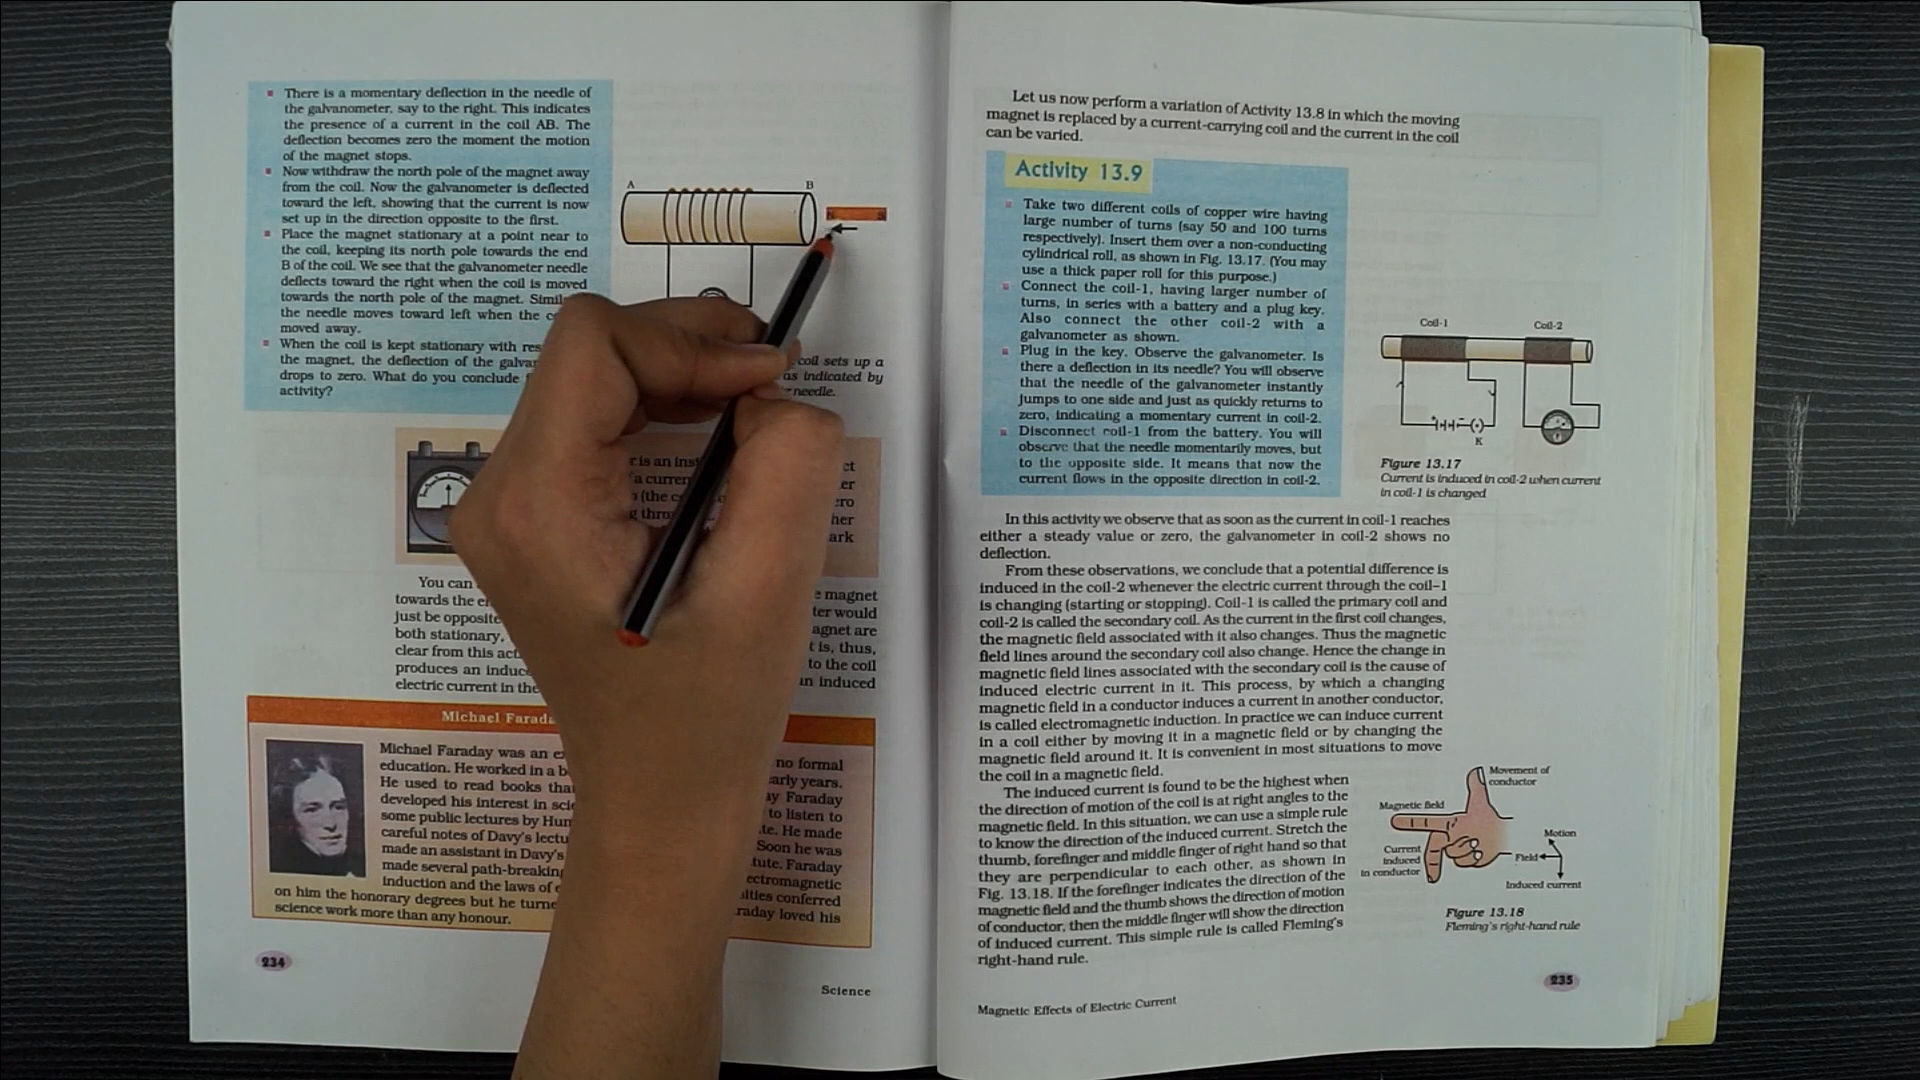 There is a momentary deflection in the needle of
the galvanometer, say to the right. This indicates
the presence of a current in the coil AB. The
deflection becomes zero the moment the motion
of the magnet stops.
Now withdraw the north pole of the magnet away
from the coil. Now the galvanometer is deflected
toward the left, showing that the current is now
set up in the direction opposite to the first.
Place the magnet stationary at a point near to
the coil, keeping its north pole towards the end
B of the coil. We see that the galvanometer needle
deflects toward the right when the coil is moved
towards the north pole of the magnet.
the needle moves toward left when the
moved away.
When the coil is kept stationary with
the magnet, the deflection of the
drops to zero. What do you conclude
activity?
A B
coil sets up a
as indicated by
needle.
is an
a
(the
You can
magnet
towards the
would
just be opposite
are
both stationary,
is, thus,
clear from this
to the coil
produces an
induced
electric current in the
Michael
Michael Faraday was an
no formal
education. He worked in a
years.
He used to read books
Faraday
developed his interest in
to listen to
some public lectures by
He made
careful notes of Davy's
Soon he was
made an assistant in Davy's
Faraday
made several
induction and the laws of
conferred
on him the honorary degrees but he
loved his
science work more than any honour.
234
Science
Let us now perform a variation of Activity 13.8 in which the moving
magnet is replaced by a current-carrying coil and the current in the coil
can be varied.
Activity 13.9
Take two different coils of copper wire having
large number of turns (say 50 and 100 turns
respectively). Insert them over a non-conducting
cylindrical roll, as shown in Fig. 13.17. (You may
use a thick paper roll for this purpose.)
Connect the coil-1, having larger number of
turns, in series with a battery and a plug key.
Also connect the other coil-2 with a
galvanometer as shown.
Plug in the key. Observe the galvanometer. Is
there a deflection in its needle? You will observe
that the needle of the galvanometer instantly
jumps to one side and just as quickly returns to
zero, indicating a momentary current in coil-2.
Disconnect coil-1 from the battery. You will
observe that the needle momentarily moves, but
to the opposite side. It means that now the
current flows in the opposite direction in coil-2.
Coil-1 Coil-2
K
Figure 13.17
Current is induced in coil-2 when current
in coil-1 is changed
In this activity we observe that as soon as the current in coil-1 reaches
either a steady value or zero, the galvanometer in coil-2 shows no
deflection.
From these observations, we conclude that a potential difference is
induced in the coil-2 whenever the electric current through the coil–1
is changing (starting or stopping). Coil-1 is called the primary coil and
coil-2 is called the secondary coil. As the current in the first coil changes,
the magnetic field associated with it also changes. Thus the magnetic
field lines around the secondary coil also change. Hence the change in
magnetic field lines associated with the secondary coil is the cause of
induced electric current in it. This process, by which a changing
magnetic field in a conductor induces a current in another conductor,
is called electromagnetic induction. In practice we can induce current
in a coil either by moving it in a magnetic field or by changing the
magnetic field around it. It is convenient in most situations to move
the coil in a magnetic field.
The induced current is found to be the highest when
the direction of motion of the coil is at right angles to the
magnetic field. In this situation, we can use a simple rule
to know the direction of the induced current. Stretch the
thumb, forefinger and middle finger of right hand so that
they are perpendicular to each other, as shown in
Fig. 13.18. If the forefinger indicates the direction of the
magnetic field and the thumb shows the direction of motion
of conductor, then the middle finger will show the direction
of induced current. This simple rule is called Fleming's
right-hand rule.
Movement of
conductor
Magnetic field
Current
induced
in conductor
Motion
Field
Induced current
Figure 13.18
Fleming's right-hand rule
235
Magnetic Effects of Electric Current